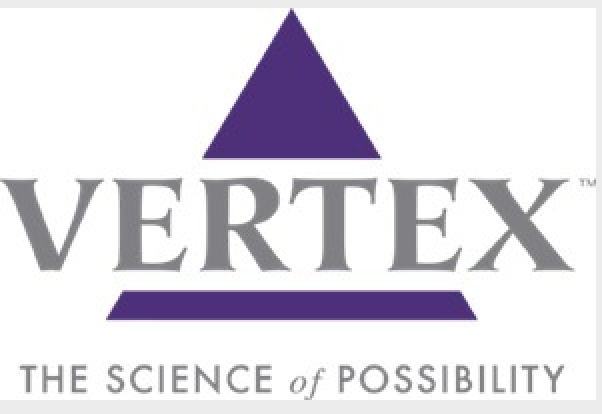 VERTEX™
THE SCIENCE of POSSIBILITY